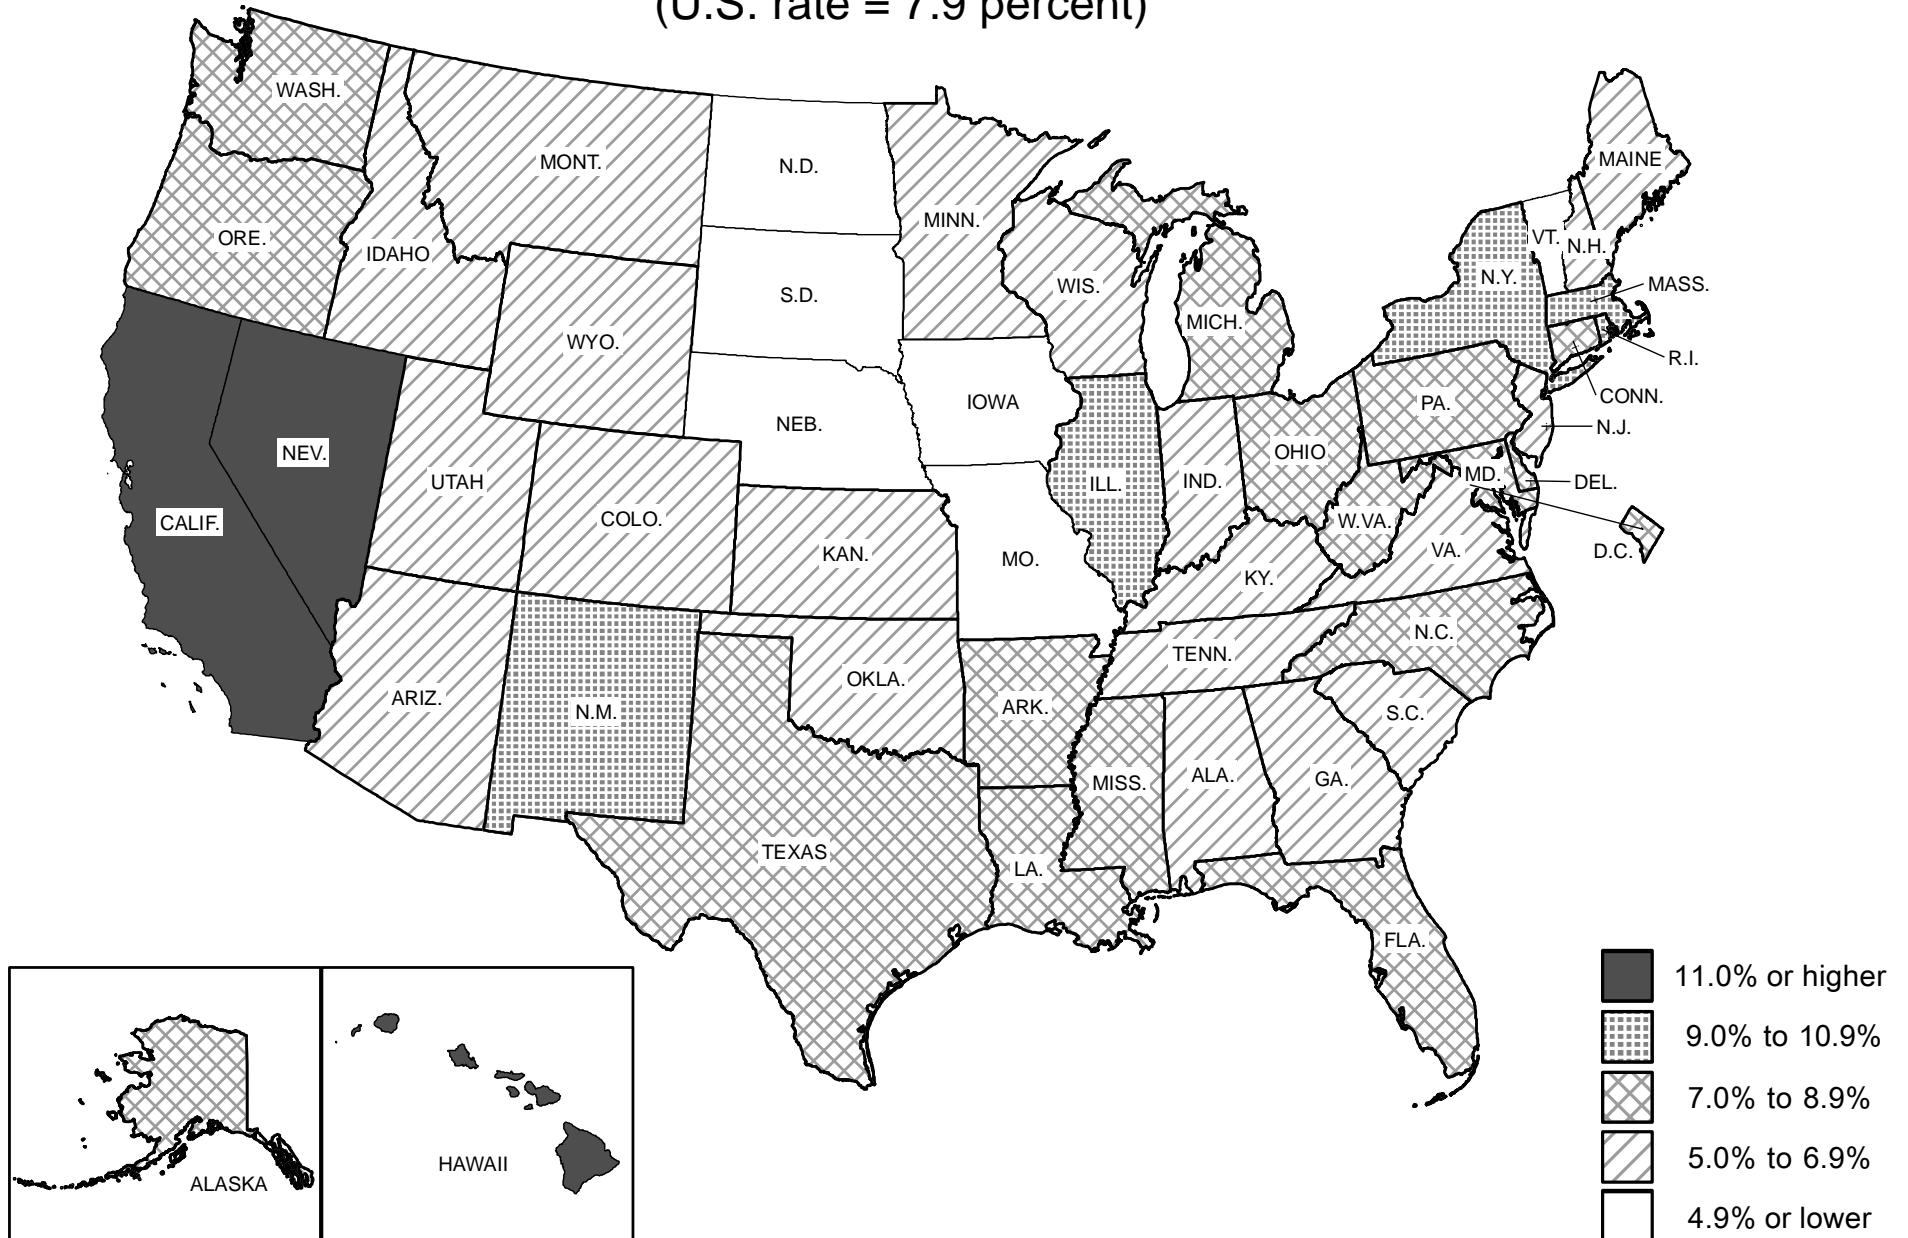 (U.S. rate = 7.9 percent)
WASH.
MONT.
N.D.
MINN.
MAINE
ORE.
IDAHO
VT.
N.H.
WIS.
N.Y.
MASS.
S.D.
WYO.
MICH.
R.I.
CONN.
IOWA
PA.
NEB.
N.J.
NEV.
OHIO
UTAH
IND.
ILL.
MD.
DEL.
CALIF.
COLO.
W.VA.
KAN.
MO.
VA.
D.C.
KY.
N.C.
TENN.
OKLA.
ARIZ.
N.M.
ARK.
S.C.
MISS.
ALA.
GA.
TEXAS
LA.
FLA.
ALASKA
HAWAII
11.0% or higher
9.0% to 10.9%
7.0% to 8.9%
5.0% to 6.9%
4.9% or lower